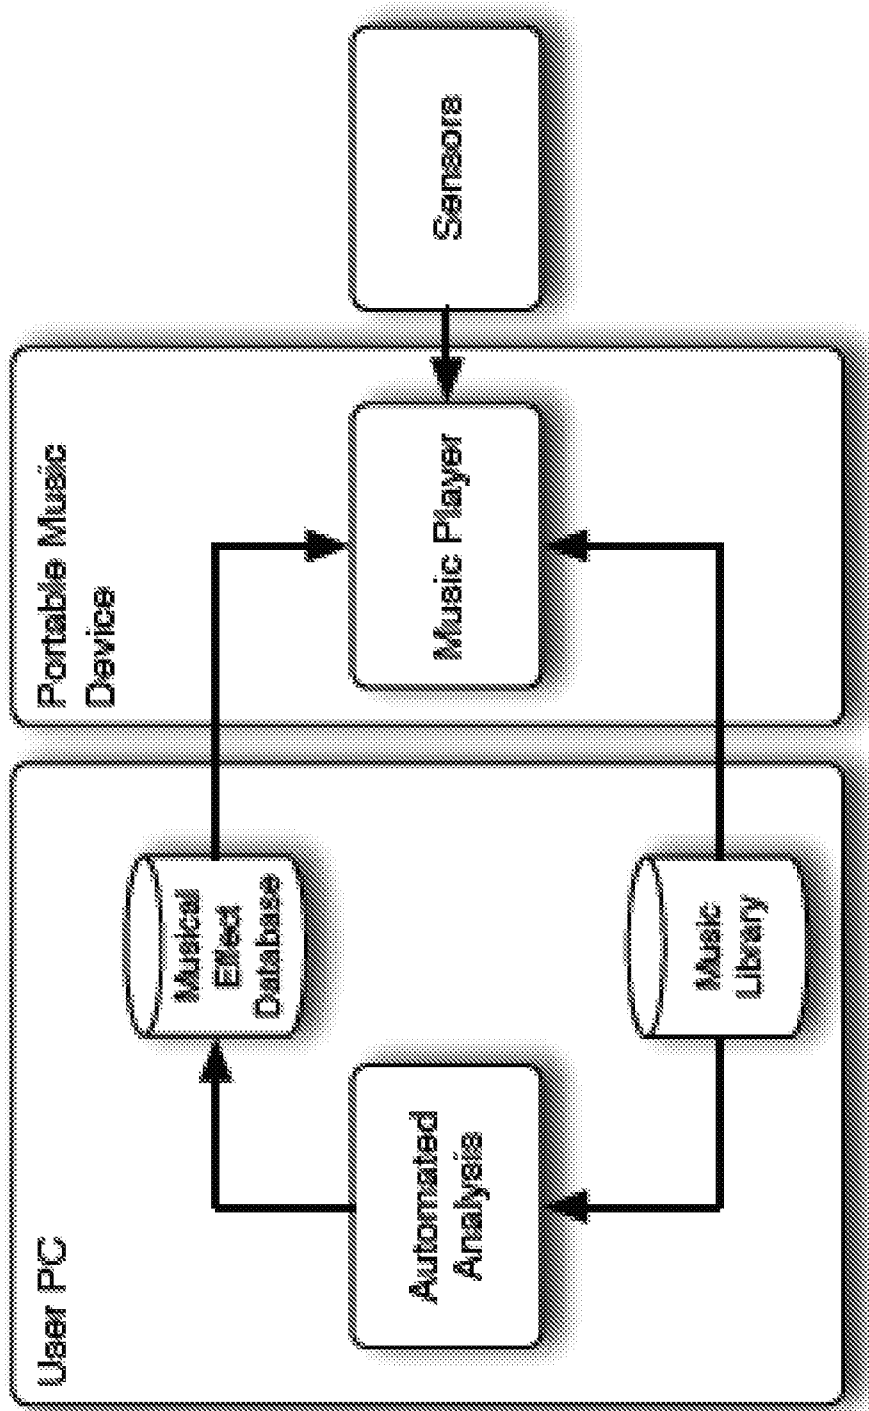 User PC
Automated
Analysis
Musical
Effect
Database
Music
Library
Portable Music
Device
Music Player
Sensors